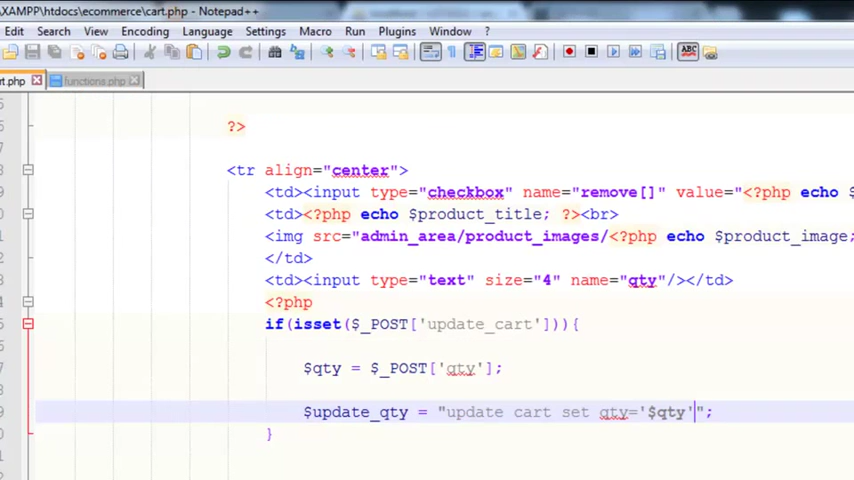 \XAMPP\htdocs\ecommerce\cart.php - Notepad++
Edit Search View Encoding Language Settings Macro Run Plugins Window ?
ABC
rt.php functions.php
?>
<tr align="center">
<td><input type="checkbox" name="remove[]" value="<?php echo $
<td><?php echo $product_title; ?><br>
<img src="admin_area/product_images/<?php echo $product_image;
</td>
<td><input type="text" size="4" name="qty"/></td>
<?php
if(isset($_POST['update_cart'])){
$qty = $_POST['qty'];
$update_qty = "update cart set qty='$qty'";
}